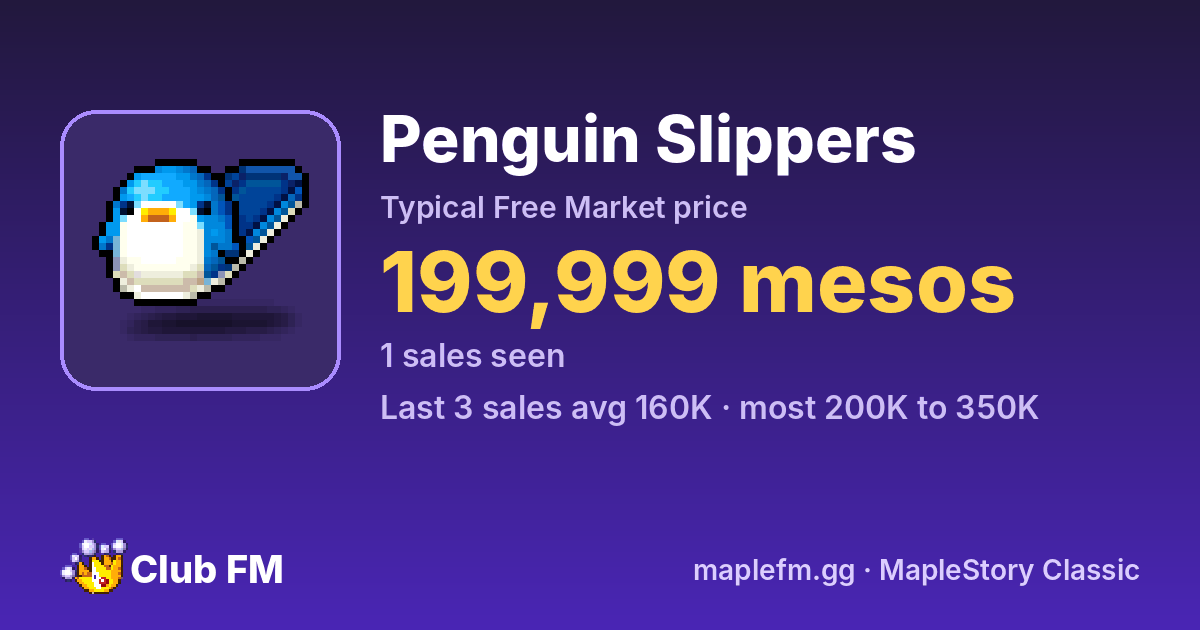 Penguin Slippers
Typical Free Market price
199,999 mesos
1 sales seen
Last 3 sales avg 160K · most 200K to 350K
Club FM
maplefm.gg · MapleStory Classic